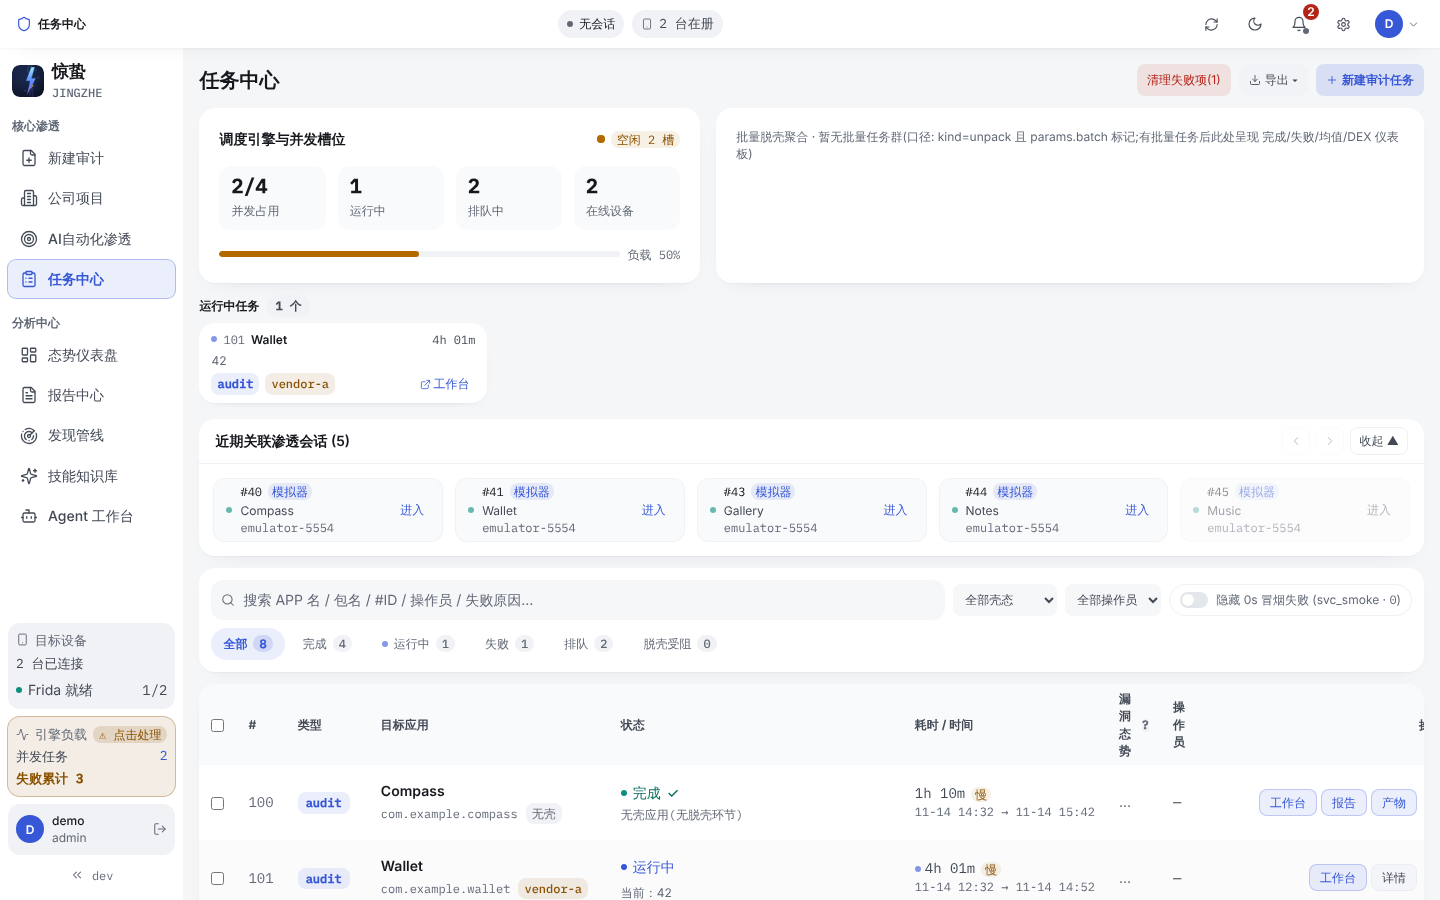 任务中心
无会话
2 台在册
2
D
惊蛰
JINGZHE
核心渗透
新建审计
公司项目
AI自动化渗透
任务中心
分析中心
态势仪表盘
报告中心
发现管线
技能知识库
Agent 工作台
目标设备
2 台已连接
Frida 就绪 1/2
引擎负载 ⚠ 点击处理
并发任务 2
失败累计 3
D
demo
admin
dev
任务中心
清理失败项(1)
导出
+ 新建审计任务
调度引擎与并发槽位
空闲 2 槽
2/4
并发占用
1
运行中
2
排队中
2
在线设备
负载 50%
批量脱壳聚合 · 暂无批量任务群(口径: kind=unpack 且 params.batch 标记;有批量任务后此处呈现 完成/失败/均值/DEX 仪表
板)
运行中任务 1 个
101 Wallet 4h 01m
42
audit vendor-a 工作台
近期关联渗透会话 (5)
收起 ▲
#40 模拟器
Compass
emulator-5554
进入
#41 模拟器
Wallet
emulator-5554
进入
#43 模拟器
Gallery
emulator-5554
进入
#44 模拟器
Notes
emulator-5554
进入
#45 模拟器
Music
emulator-5554
进入
搜索 APP 名 / 包名 / #ID / 操作员 / 失败原因...
全部壳态
全部操作员
隐藏 0s 冒烟失败 (svc_smoke · 0)
全部 8
完成 4
运行中 1
失败 1
排队 2
脱壳受阻 0
# 类型 目标应用 状态 耗时 / 时间 漏洞态势 ? 操作员
100 audit Compass 完成 ✓ 1h 10m 慢 ... — 工作台 报告 产物
com.example.compass 无壳 无壳应用(无脱壳环节) 11-14 14:32 → 11-14 15:42
101 audit Wallet 运行中 4h 01m 慢 ... — 工作台 详情
com.example.wallet vendor-a 当前：42 11-14 12:32 → 11-14 14:52